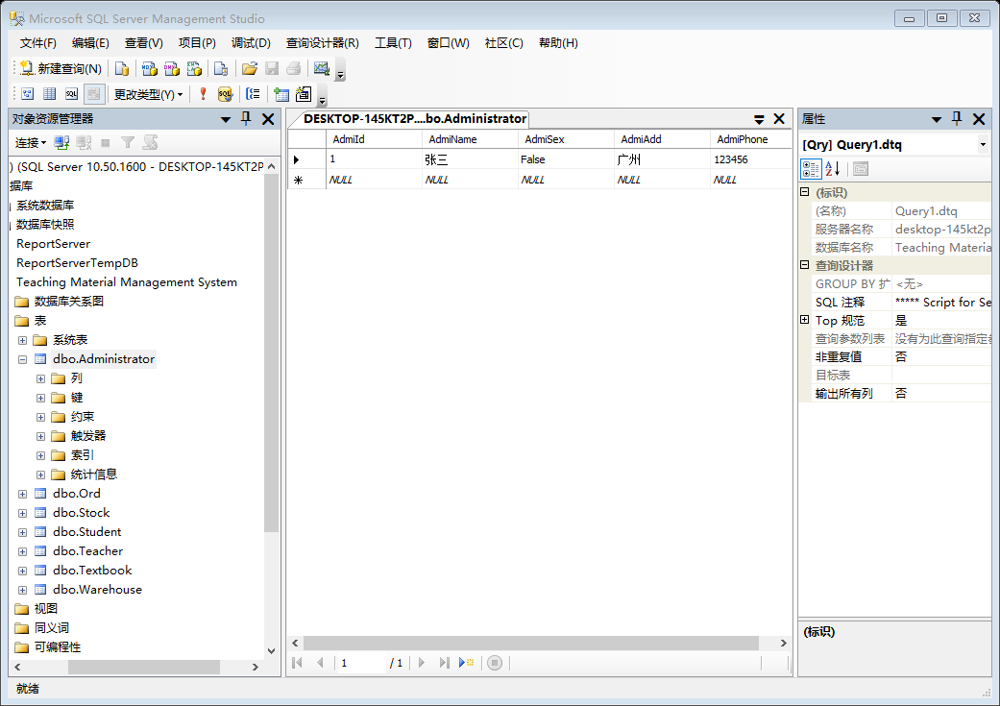 Microsoft SQL Server Management Studio
文件(F) 编辑(E) 查看(V) 项目(P) 调试(D) 查询设计器(R) 工具(T) 窗口(W) 社区(C) 帮助(H)
新建查询(N)
更改类型(Y)
对象资源管理器
连接
) (SQL Server 10.50.1600 - DESKTOP-145KT2P
据库
系统数据库
数据库快照
ReportServer
ReportServerTempDB
Teaching Material Management System
数据库关系图
表
系统表
dbo.Administrator
列
键
约束
触发器
索引
统计信息
dbo.Ord
dbo.Stock
dbo.Student
dbo.Teacher
dbo.Textbook
dbo.Warehouse
视图
同义词
可编程性
DESKTOP-145KT2P....bo.Administrator
AdmiId AdmiName AdmiSex AdmiAdd AdmiPhone
1 张三 False 广州 123456
NULL NULL NULL NULL NULL
1 / 1
属性
[Qry] Query1.dtq
(标识)
(名称) Query1.dtq
服务器名称 desktop-145kt2p
数据库名称 Teaching Materia
查询设计器
GROUP BY 扩 <无>
SQL 注释 ***** Script for Se
Top 规范 是
查询参数列表 没有为此查询指定
非重复值 否
目标表
输出所有列 否
(标识)
就绪